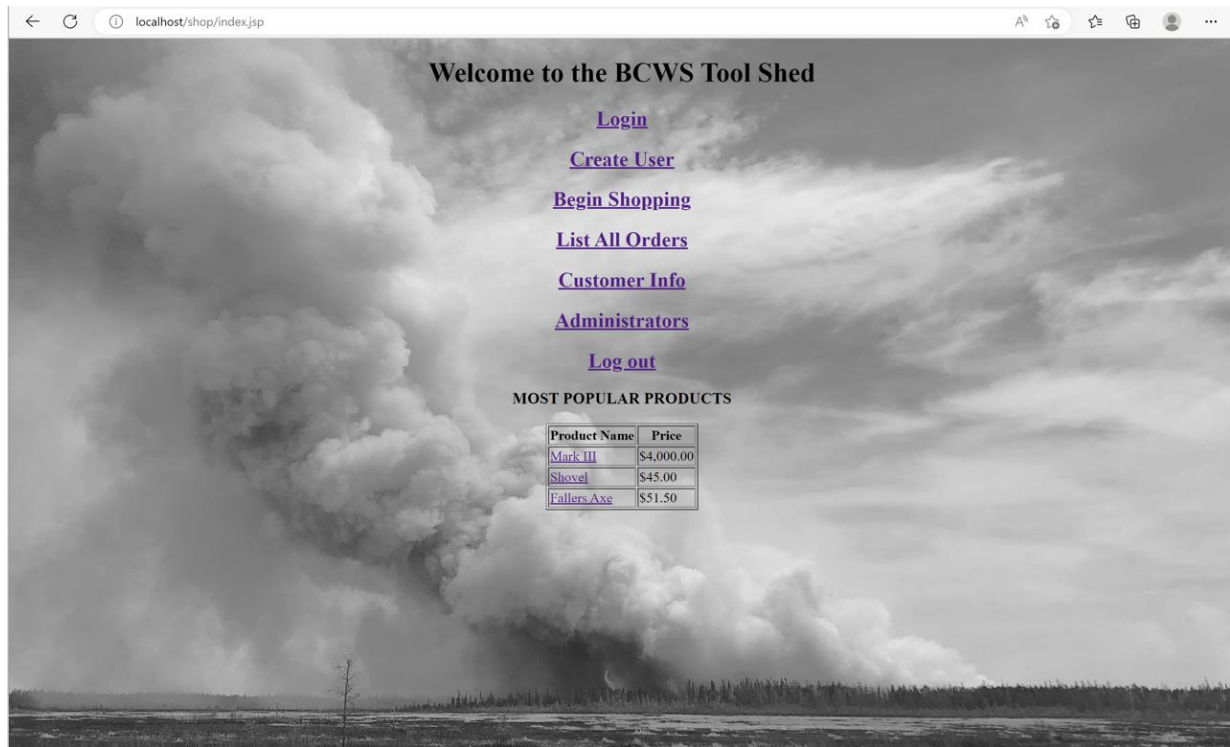 localhost/shop/index.jsp
Welcome to the BCWS Tool Shed
Login
Create User
Begin Shopping
List All Orders
Customer Info
Administrators
Log out
MOST POPULAR PRODUCTS
Product Name Price
Mark III $4,000.00
Shovel $45.00
Fallers Axe $51.50